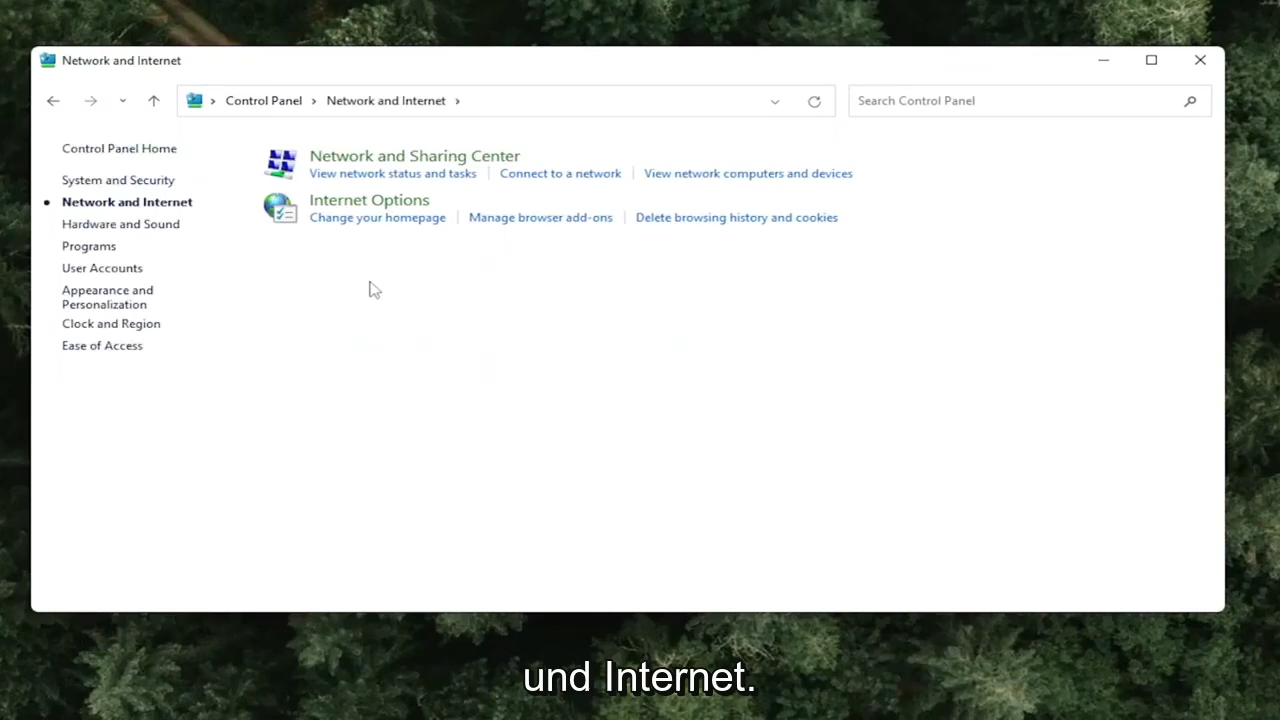 Network and Internet
Control Panel
Network and Internet
Search Control Panel
Control Panel Home
System and Security
Network and Internet
Hardware and Sound
Programs
User Accounts
Appearance and
Personalization
Clock and Region
Ease of Access
Network and Sharing Center
View network status and tasks
Connect to a network
View network computers and devices
Internet Options
Change your homepage
Manage browser add-ons
Delete browsing history and cookies
und Internet.